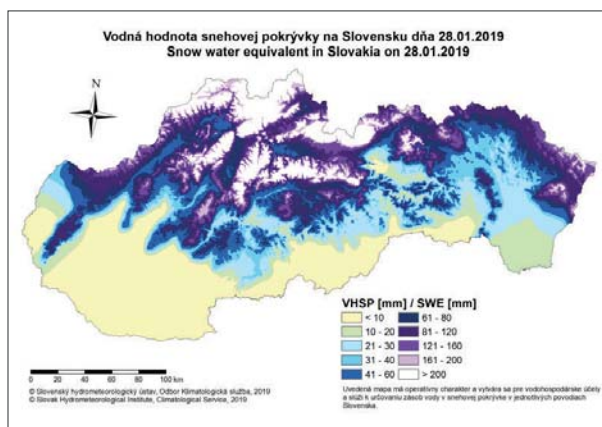 Vodná hodnota snehovej pokrývky na Slovensku dňa 28.01.2019
Snow water equivalent in Slovakia on 28.01.2019
N
VHSP [mm] / SWE [mm]
< 10 61 - 80
10 - 20 81 - 120
21 - 30 121 - 160
31 - 40 161 - 200
41 - 60 > 200
0 20 40 60 80 100 km
© Slovenský hydrometeorologický ústav, Odbor Klimatologická služba, 2019
© Slovak Hydrometeorological Institute, Climatological Service, 2019
Uvedená mapa má operatívny charakter a vytvára sa pre vodohospodárske účely
a slúži k určovaniu zásob vody v snehovej pokrývke v jednotlivých povodiach
Slovenska.